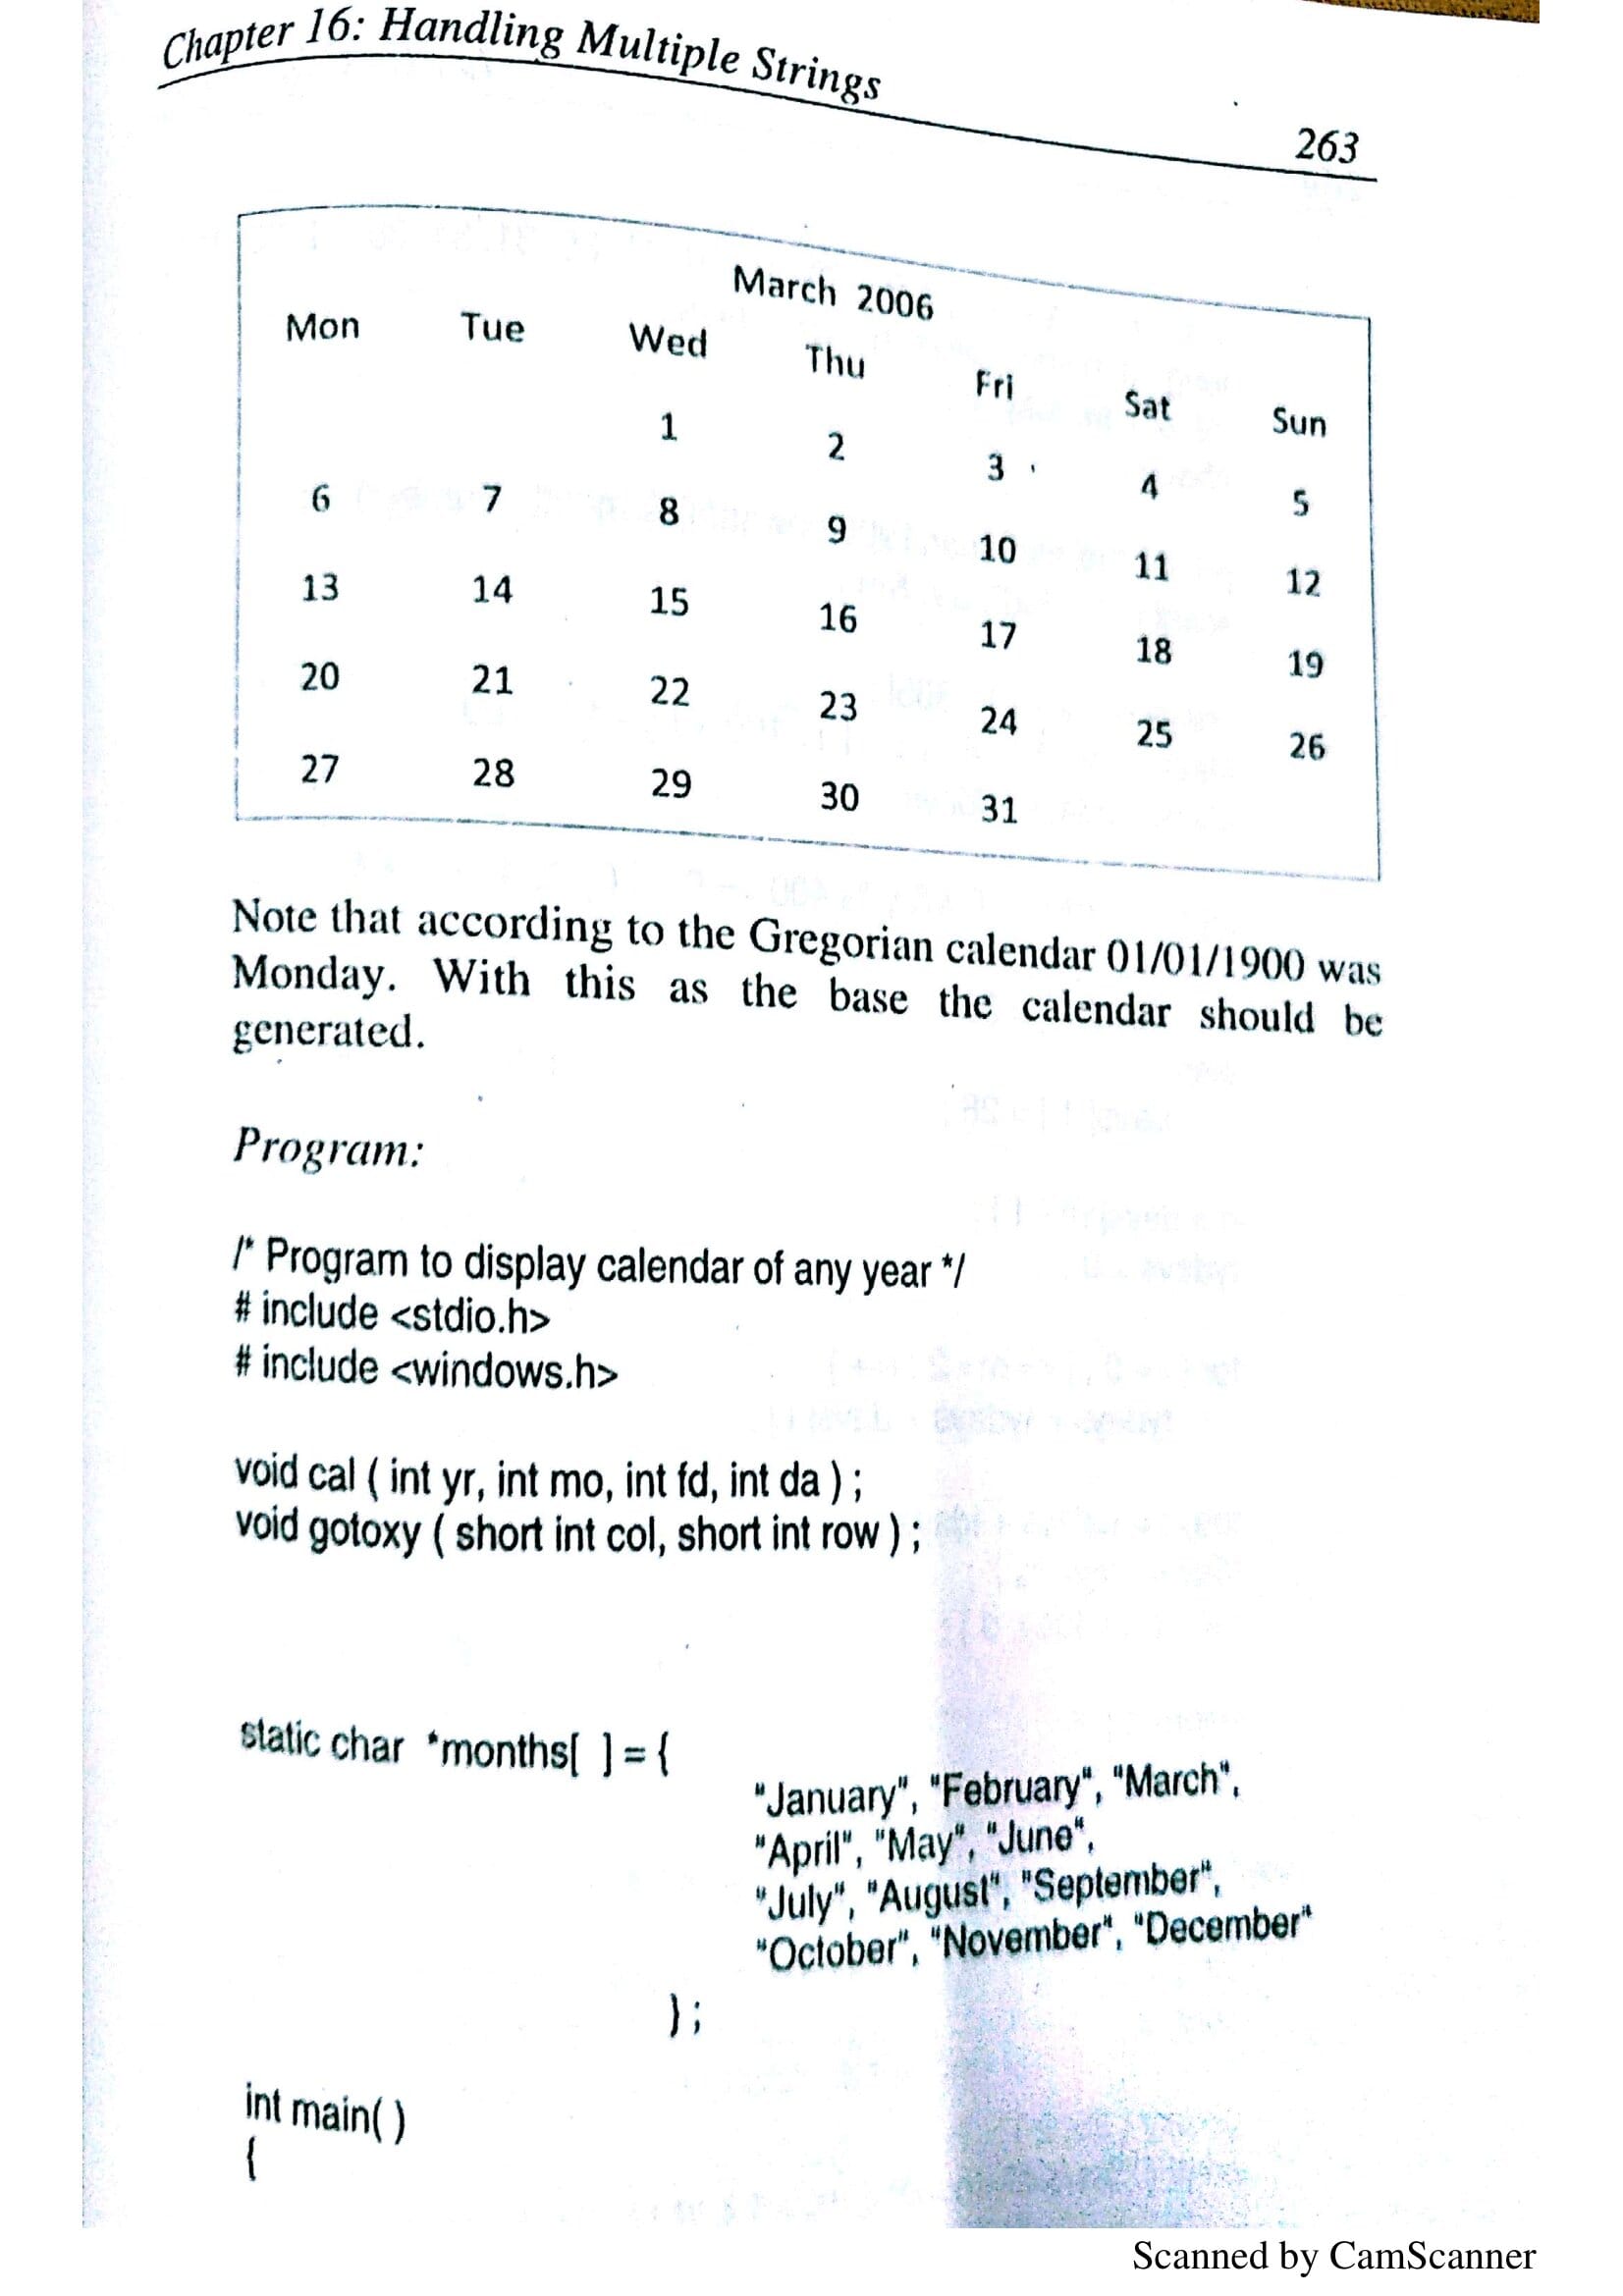 Chapter 16: Handling Multiple Strings
263
March 2006
Mon Tue Wed Thu Fri Sat Sun
1 2 3 4 5
6 7 8 9 10 11 12
13 14 15 16 17 18 19
20 21 22 23 24 25 26
27 28 29 30 31
Note that according to the Gregorian calendar 01/01/1900 was
Monday. With this as the base the calendar should be
generated.
Program:
/* Program to display calendar of any year */
# include <stdio.h>
# include <windows.h>
void cal ( int yr, int mo, int fd, int da ) ;
void gotoxy ( short int col, short int row ) ;
static char *months[ ] = {
"January", "February", "March",
"April", "May", "June",
"July", "August", "September",
"October", "November", "December"
} ;
int main( )
{
Scanned by CamScanner